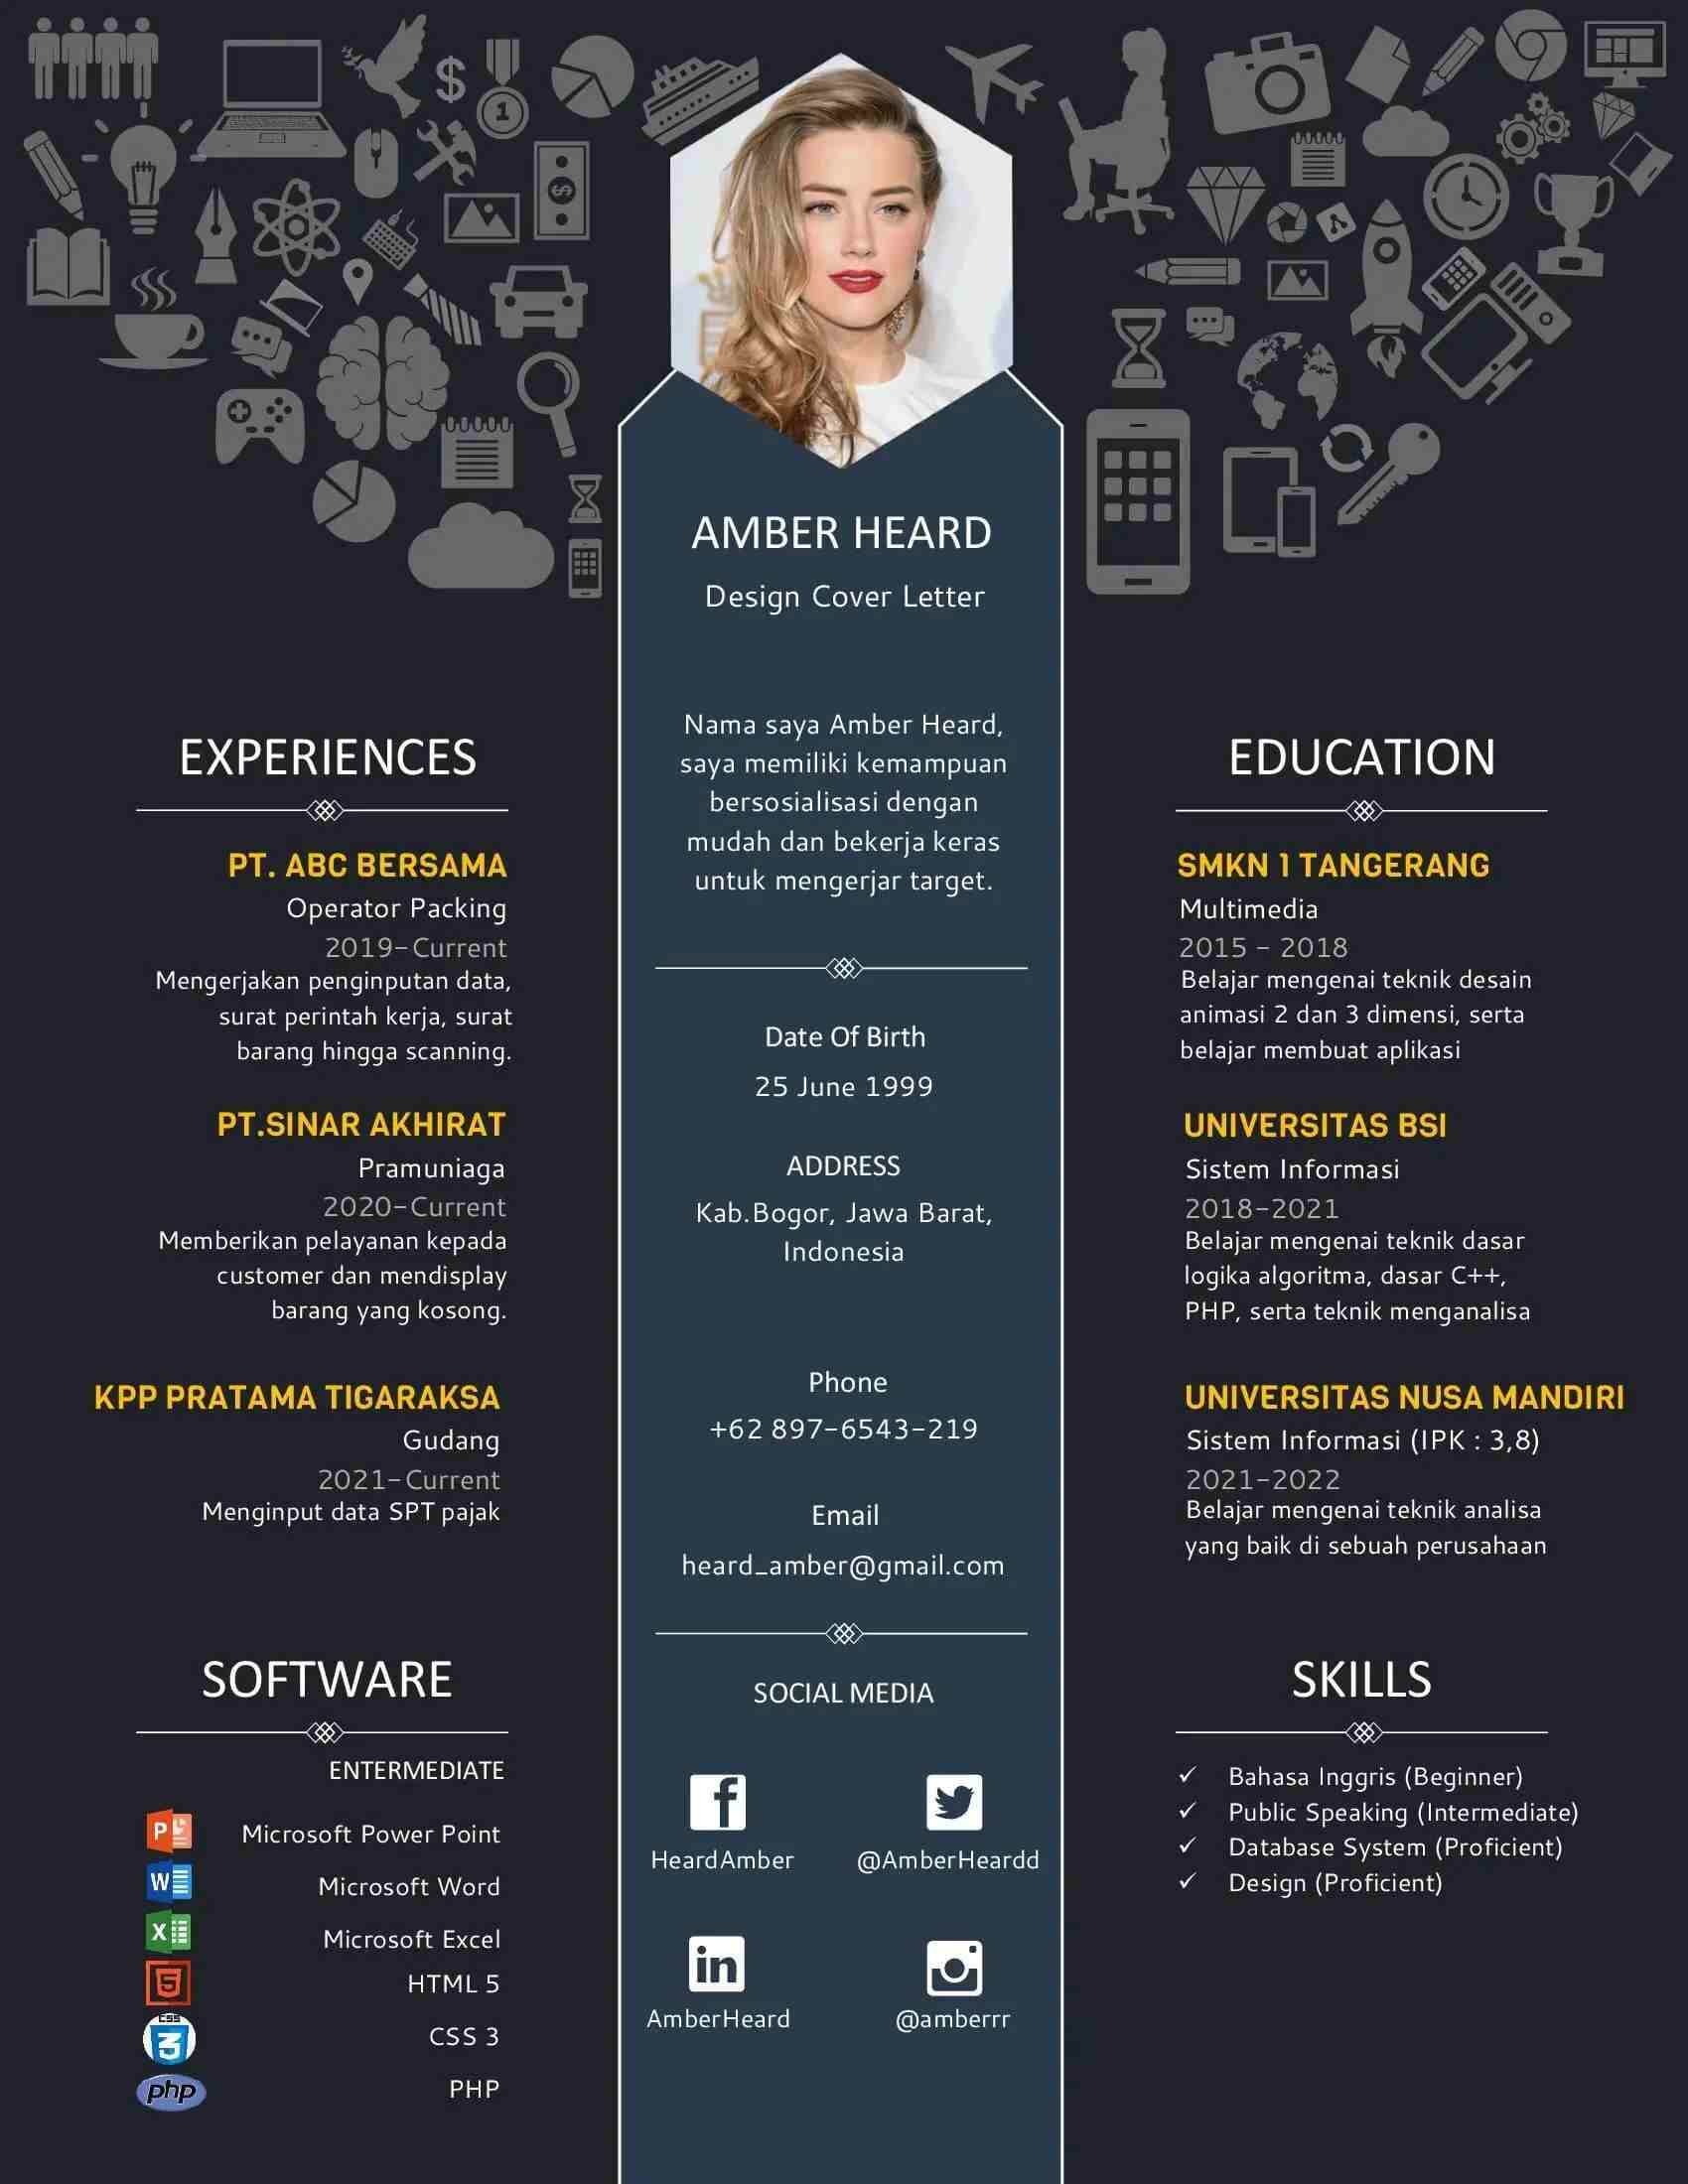 AMBER HEARD
Design Cover Letter
Nama saya Amber Heard,
saya memiliki kemampuan
bersosialisasi dengan
mudah dan bekerja keras
untuk mengerjar target.
Date Of Birth
25 June 1999
ADDRESS
Kab.Bogor, Jawa Barat,
Indonesia
Phone
+62 897-6543-219
Email
heard_amber@gmail.com
SOCIAL MEDIA
f
HeardAmber
@AmberHeardd
in
AmberHeard
@amberrr
EXPERIENCES
PT. ABC BERSAMA
Operator Packing
2019-Current
Mengerjakan penginputan data,
surat perintah kerja, surat
barang hingga scanning.
PT.SINAR AKHIRAT
Pramuniaga
2020-Current
Memberikan pelayanan kepada
customer dan mendisplay
barang yang kosong.
KPP PRATAMA TIGARAKSA
Gudang
2021-Current
Menginput data SPT pajak
SOFTWARE
ENTERMEDIATE
P
Microsoft Power Point
W
Microsoft Word
X
Microsoft Excel
5
HTML 5
CSS
3
CSS 3
php
PHP
EDUCATION
SMKN 1 TANGERANG
Multimedia
2015 - 2018
Belajar mengenai teknik desain
animasi 2 dan 3 dimensi, serta
belajar membuat aplikasi
UNIVERSITAS BSI
Sistem Informasi
2018-2021
Belajar mengenai teknik dasar
logika algoritma, dasar C++,
PHP, serta teknik menganalisa
UNIVERSITAS NUSA MANDIRI
Sistem Informasi (IPK : 3,8)
2021-2022
Belajar mengenai teknik analisa
yang baik di sebuah perusahaan
SKILLS
✓ Bahasa Inggris (Beginner)
✓ Public Speaking (Intermediate)
✓ Database System (Proficient)
✓ Design (Proficient)
$
1
$